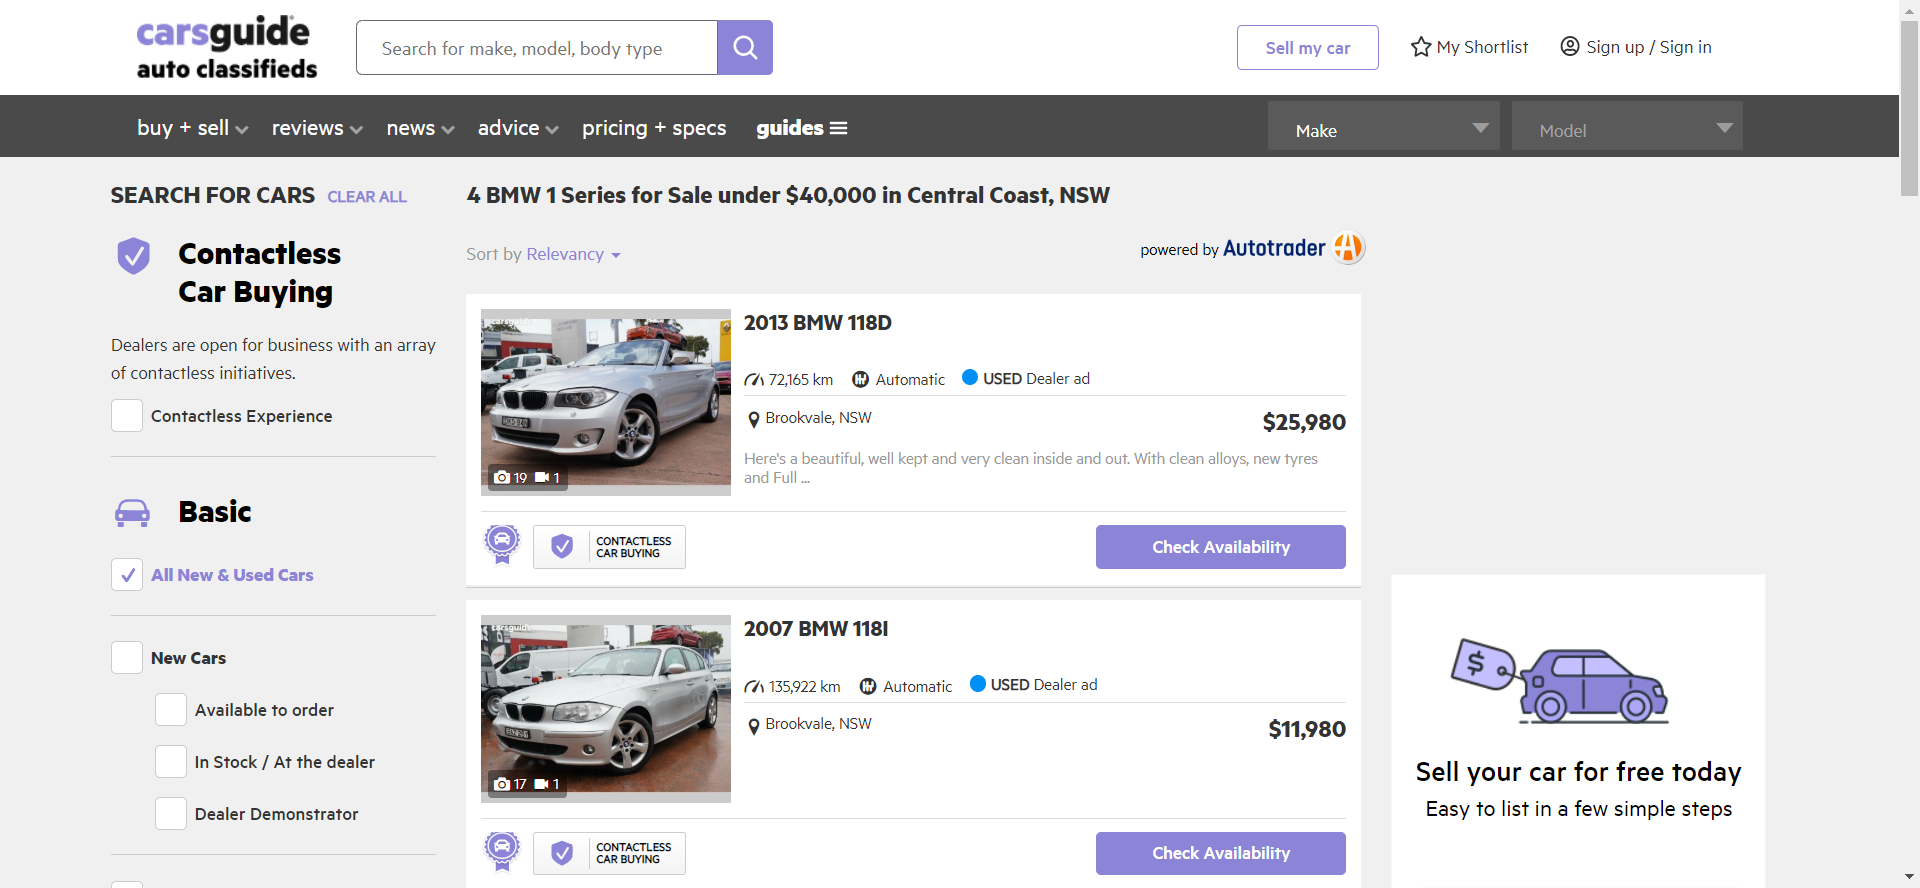 carsguide
auto classifieds
Search for make, model, body type
Sell my car
My Shortlist
Sign up / Sign in
buy + sell
reviews
news
advice
pricing + specs
guides
Make
Model
SEARCH FOR CARS CLEAR ALL
Contactless
Car Buying
Dealers are open for business with an array
of contactless initiatives.
Contactless Experience
Basic
All New & Used Cars
New Cars
Available to order
In Stock / At the dealer
Dealer Demonstrator
4 BMW 1 Series for Sale under $40,000 in Central Coast, NSW
Sort by Relevancy
powered by Autotrader
2013 BMW 118D
72,165 km Automatic USED Dealer ad
Brookvale, NSW
$25,980
Here's a beautiful, well kept and very clean inside and out. With clean alloys, new tyres
and Full ...
19 1
CONTACTLESS
CAR BUYING
Check Availability
carsguide
2007 BMW 118I
135,922 km Automatic USED Dealer ad
Brookvale, NSW
$11,980
17 1
CONTACTLESS
CAR BUYING
Check Availability
$
Sell your car for free today
Easy to list in a few simple steps